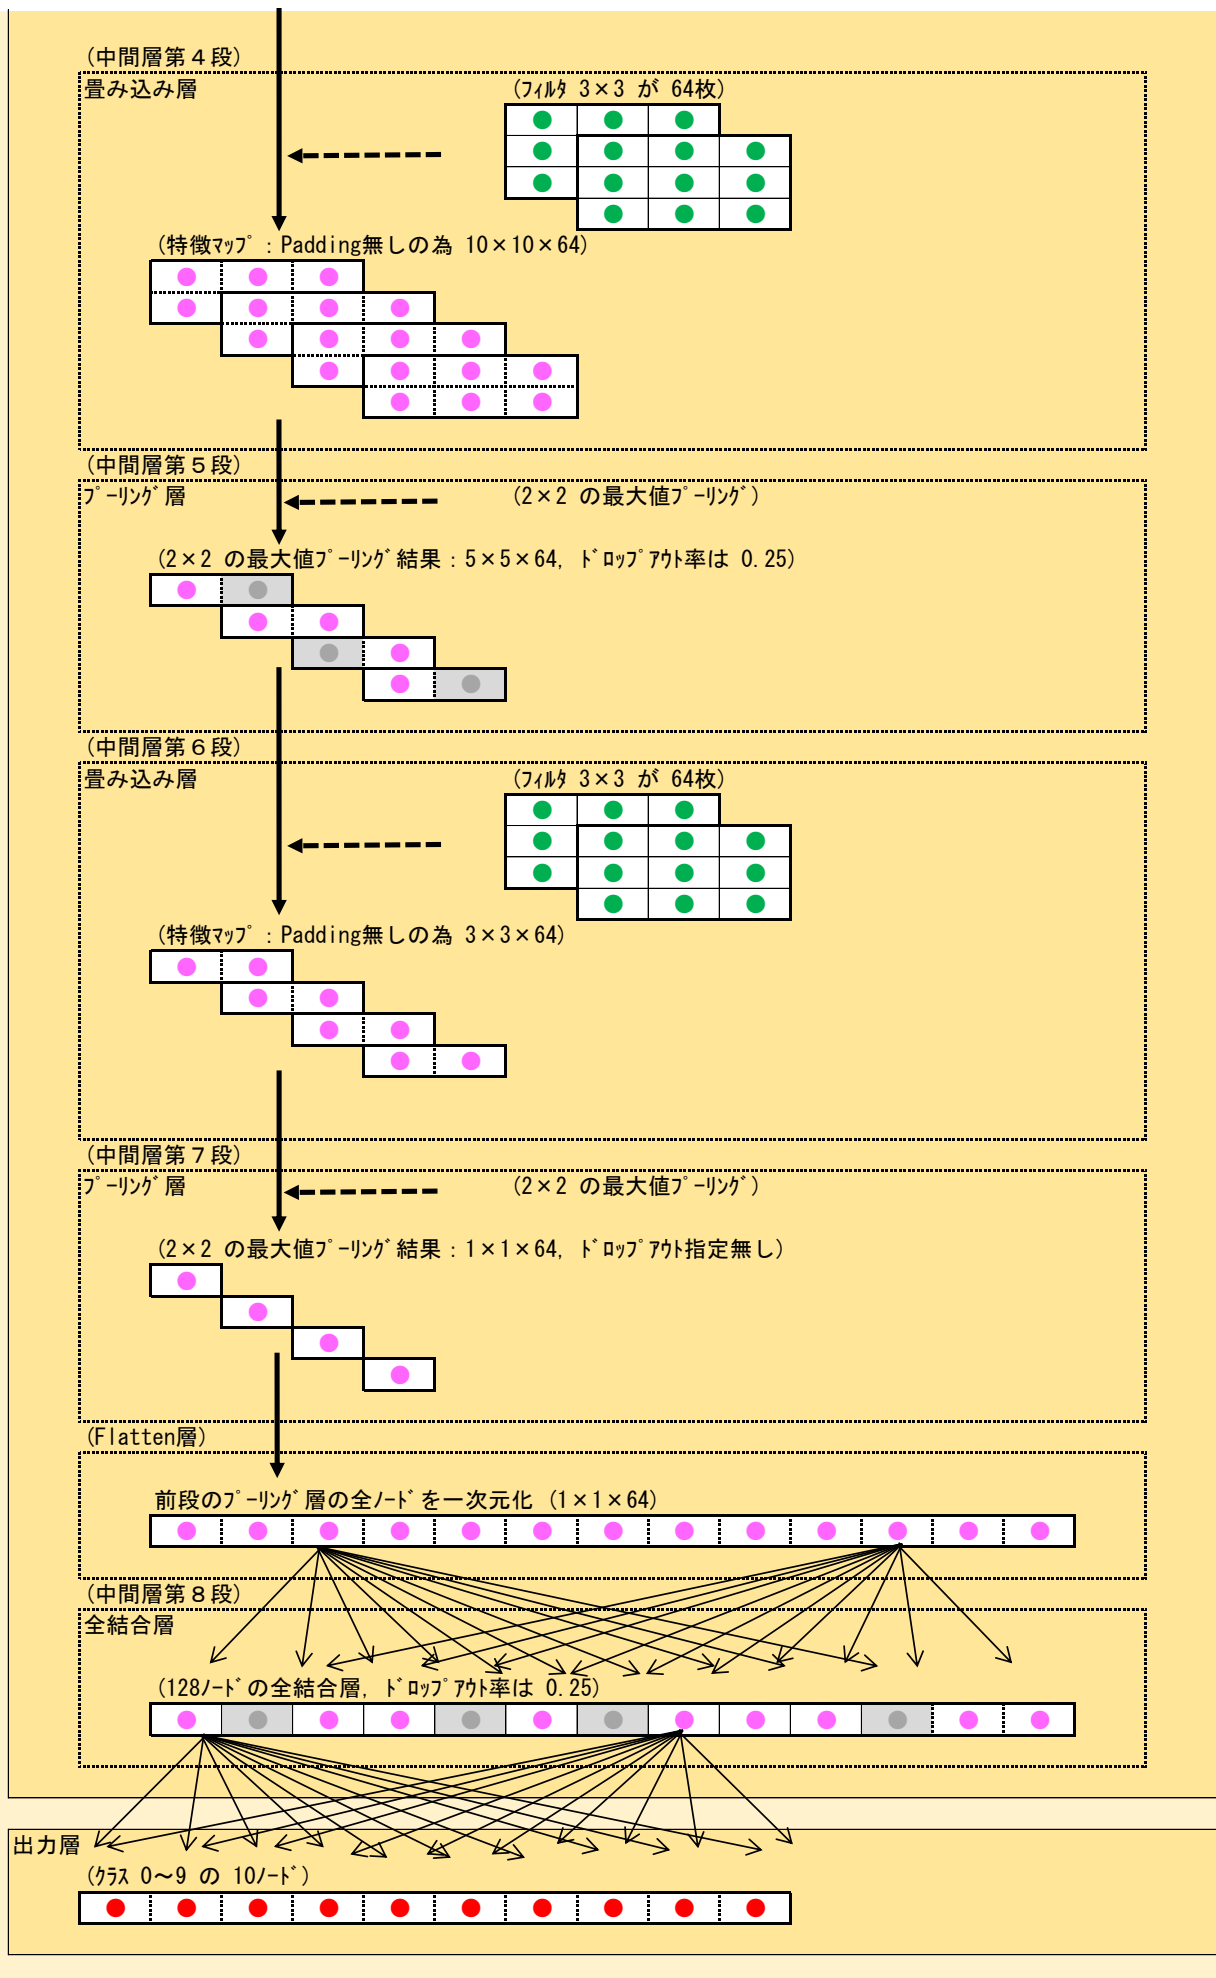 (中間層第４段)
畳み込み層
(ﾌｨﾙﾀ 3×3 が 64枚)
(特徴ﾏｯﾌﾟ：Padding無しの為 10×10×64)
(中間層第５段)
ﾌﾟｰﾘﾝｸﾞ層
(2×2 の最大値ﾌﾟｰﾘﾝｸﾞ)
(2×2 の最大値ﾌﾟｰﾘﾝｸﾞ結果：5×5×64, ﾄﾞﾛｯﾌﾟｱｳﾄ率は 0.25)
(中間層第６段)
畳み込み層
(ﾌｨﾙﾀ 3×3 が 64枚)
(特徴ﾏｯﾌﾟ：Padding無しの為 3×3×64)
(中間層第７段)
ﾌﾟｰﾘﾝｸﾞ層
(2×2 の最大値ﾌﾟｰﾘﾝｸﾞ)
(2×2 の最大値ﾌﾟｰﾘﾝｸﾞ結果：1×1×64, ﾄﾞﾛｯﾌﾟｱｳﾄ指定無し)
(Flatten層)
前段のﾌﾟｰﾘﾝｸﾞ層の全ﾉｰﾄﾞを一次元化 (1×1×64)
(中間層第８段)
全結合層
(128ﾉｰﾄﾞの全結合層, ﾄﾞﾛｯﾌﾟｱｳﾄ率は 0.25)
出力層
(ｸﾗｽ 0～9 の 10ﾉｰﾄﾞ)